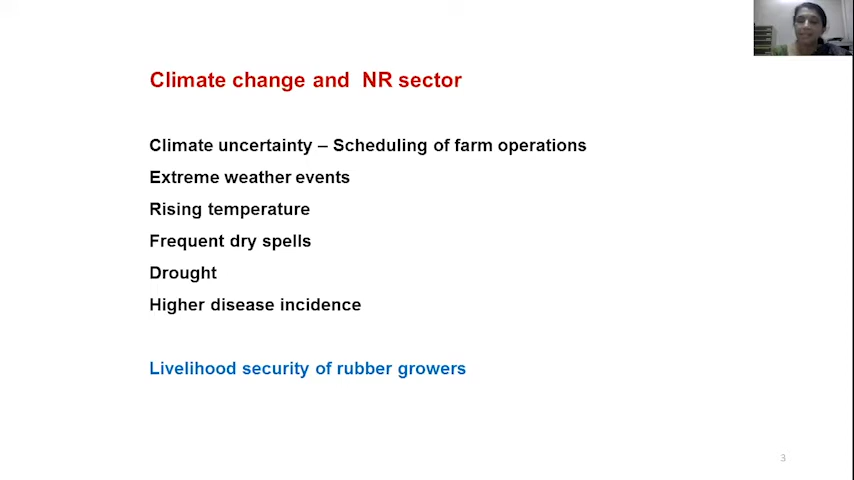 Climate change and NR sector
Climate uncertainty – Scheduling of farm operations
Extreme weather events
Rising temperature
Frequent dry spells
Drought
Higher disease incidence
Livelihood security of rubber growers
3